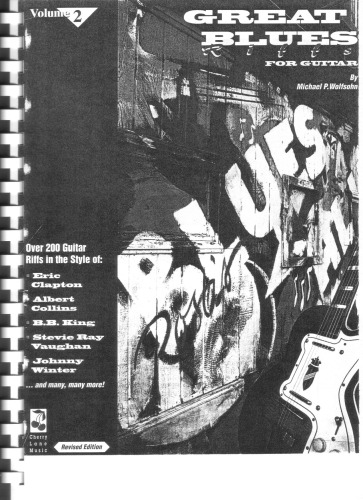 Volume 2
GREAT
BLUES
Riffs
FOR GUITAR
By
Michael P. Wolfsohn
Over 200 Guitar
Riffs in the Style of:
Eric
Clapton
Albert
Collins
B.B. King
Stevie Ray
Vaughan
Johnny
Winter
... and many, many more!
Cherry
Lane
Music
Revised Edition